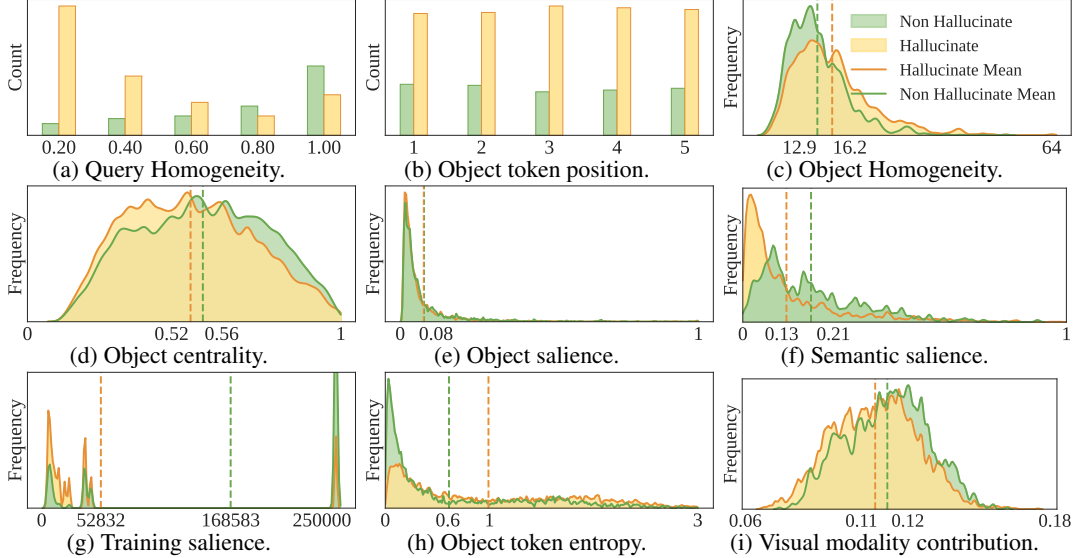 Count
0.20 0.40 0.60 0.80 1.00
(a) Query Homogeneity.
Count
1 2 3 4 5
(b) Object token position.
Frequency
Non Hallucinate
Hallucinate
Hallucinate Mean
Non Hallucinate Mean
12.9 16.2 64
(c) Object Homogeneity.
Frequency
0 0.52 0.56 1
(d) Object centrality.
Frequency
0 0.08 1
(e) Object salience.
Frequency
0 0.13 0.21 1
(f) Semantic salience.
Frequency
0 52832 168583 250000
(g) Training salience.
Frequency
0 0.6 1 3
(h) Object token entropy.
Frequency
0.06 0.11 0.12 0.18
(i) Visual modality contribution.